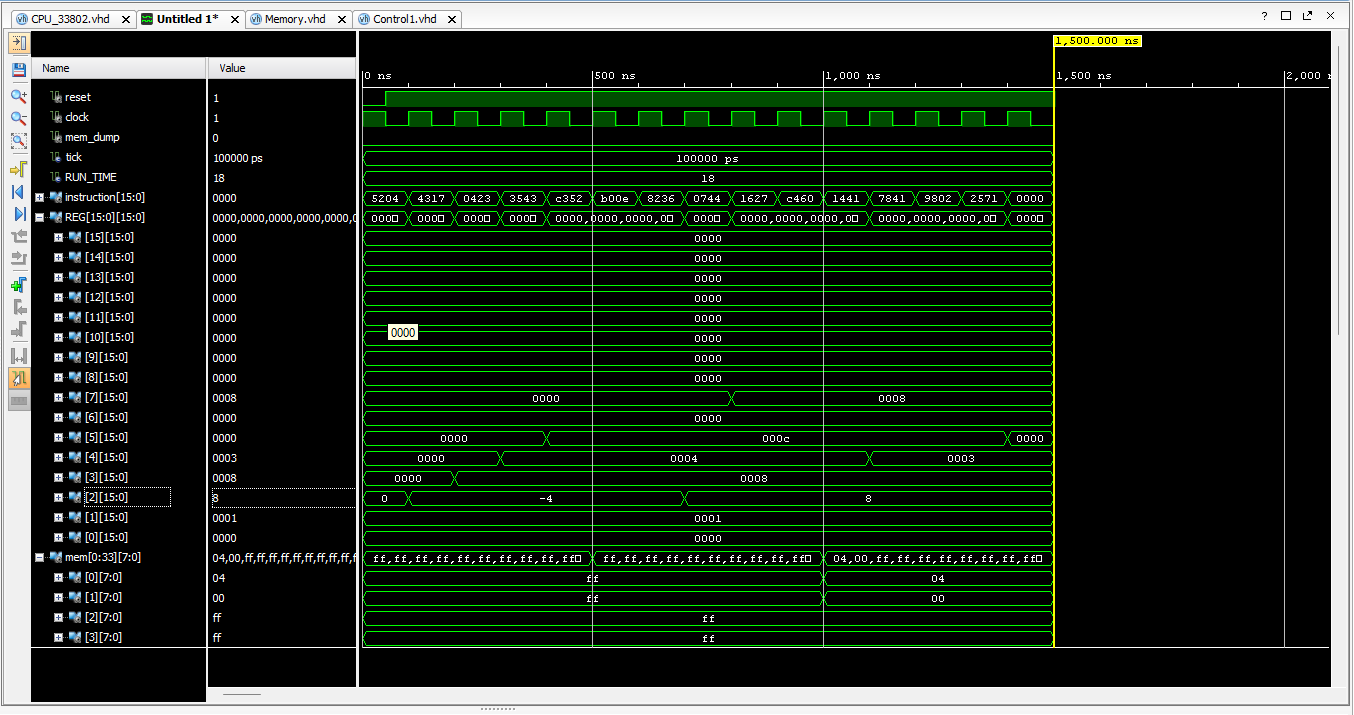 CPU_33802.vhd Untitled 1* Memory.vhd Control1.vhd ?
1,500.000 ns
Name Value 0 ns 500 ns 1,000 ns 1,500 ns 2,000 n
reset 1
clock 1
mem_dump 0
tick 100000 ps 100000 ps
RUN_TIME 18 18
instruction[15:0] 0000 5204 4317 0423 3543 c352 b00e 8236 0744 1627 c460 1441 7841 9802 2571 0000
REG[15:0][15:0] 0000,0000,0000,0000,0000,0 000 000 000 000 0000,0000,0000,0 000 0000,0000,0000,0 0000,0000,0000,0 000
[15][15:0] 0000 0000
[14][15:0] 0000 0000
[13][15:0] 0000 0000
[12][15:0] 0000 0000
[11][15:0] 0000 0000
[10][15:0] 0000 0000 0000
[9][15:0] 0000 0000
[8][15:0] 0000 0000
[7][15:0] 0008 0000 0008
[6][15:0] 0000 0000
[5][15:0] 0000 0000 000c 0000
[4][15:0] 0003 0000 0004 0003
[3][15:0] 0008 0000 0008
[2][15:0] 8 0 -4 8
[1][15:0] 0001 0001
[0][15:0] 0000 0000
mem[0:33][7:0] 04,00,ff,ff,ff,ff,ff,ff,ff,ff,f ff,ff,ff,ff,ff,ff,ff,ff,ff,ff ff,ff,ff,ff,ff,ff,ff,ff,ff,ff 04,00,ff,ff,ff,ff,ff,ff,ff,ff
[0][7:0] 04 ff 04
[1][7:0] 00 ff 00
[2][7:0] ff ff
[3][7:0] ff ff